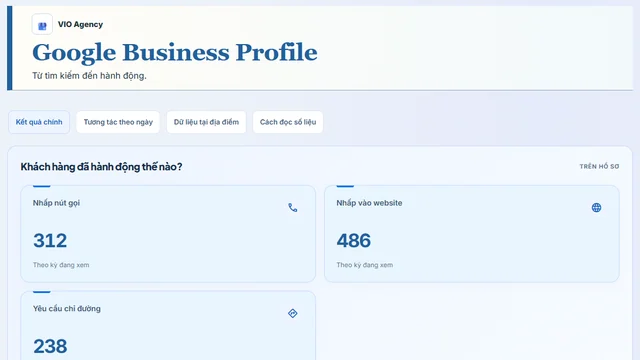 VIO Agency
Google Business Profile
Từ tìm kiếm đến hành động.
Kết quả chính
Tương tác theo ngày
Dữ liệu tại địa điểm
Cách đọc số liệu
Khách hàng đã hành động thế nào?
TRÊN HỒ SƠ
Nhấp nút gọi
312
Theo kỳ đang xem
Nhấp vào website
486
Theo kỳ đang xem
Yêu cầu chỉ đường
238